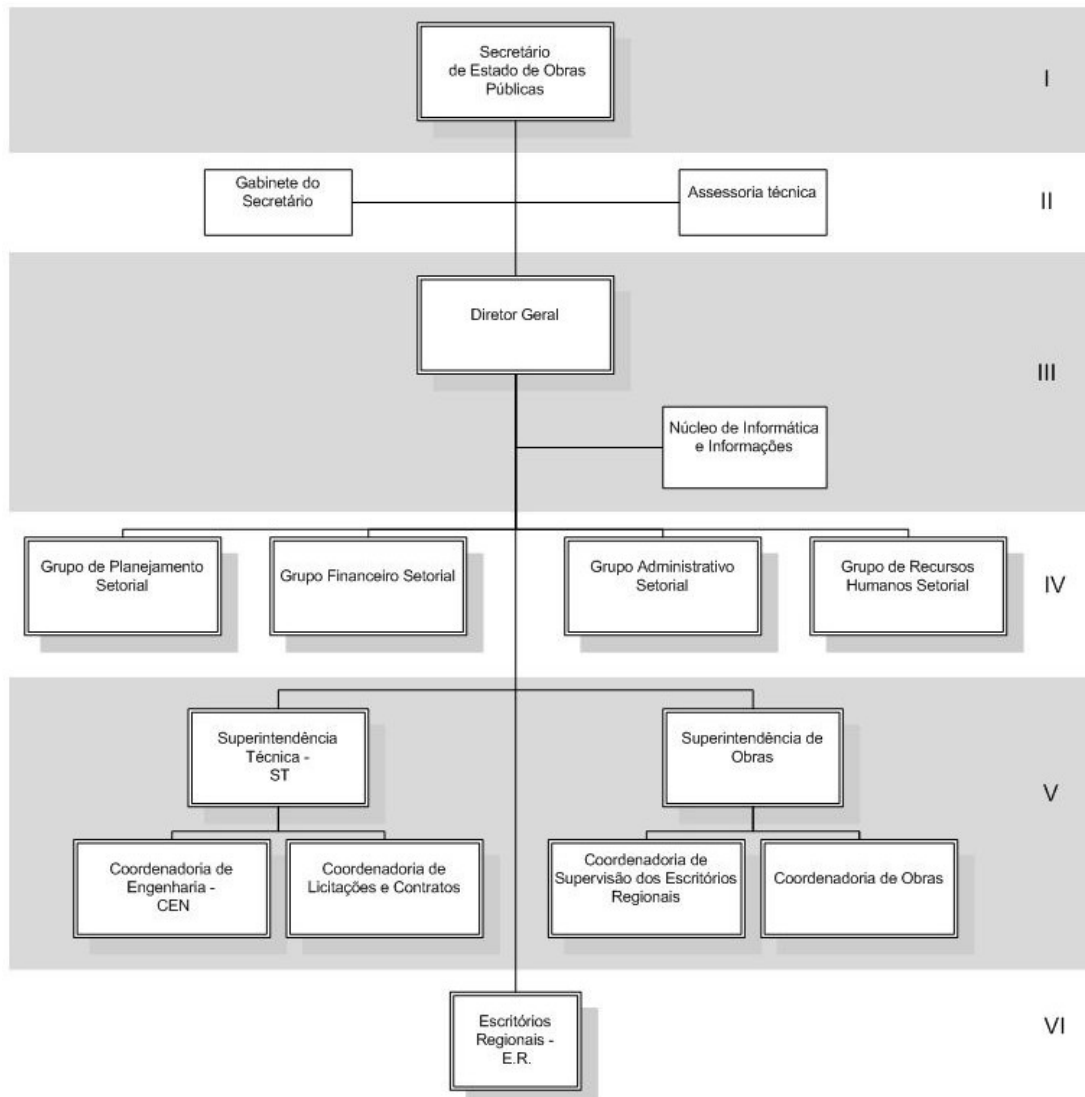 Secretário
de Estado de Obras
Públicas
I
Gabinete do
Secretário
Assessoria técnica
II
Diretor Geral
III
Núcleo de Informática
e Informações
Grupo de Planejamento
Setorial
Grupo Financeiro Setorial
Grupo Administrativo
Setorial
Grupo de Recursos
Humanos Setorial
IV
Superintendência
Técnica -
ST
Superintendência de
Obras
V
Coordenadoria de
Engenharia -
CEN
Coordenadoria de
Licitações e Contratos
Coordenadoria de
Supervisão dos Escritórios
Regionais
Coordenadoria de Obras
Escritórios
Regionais -
E.R.
VI